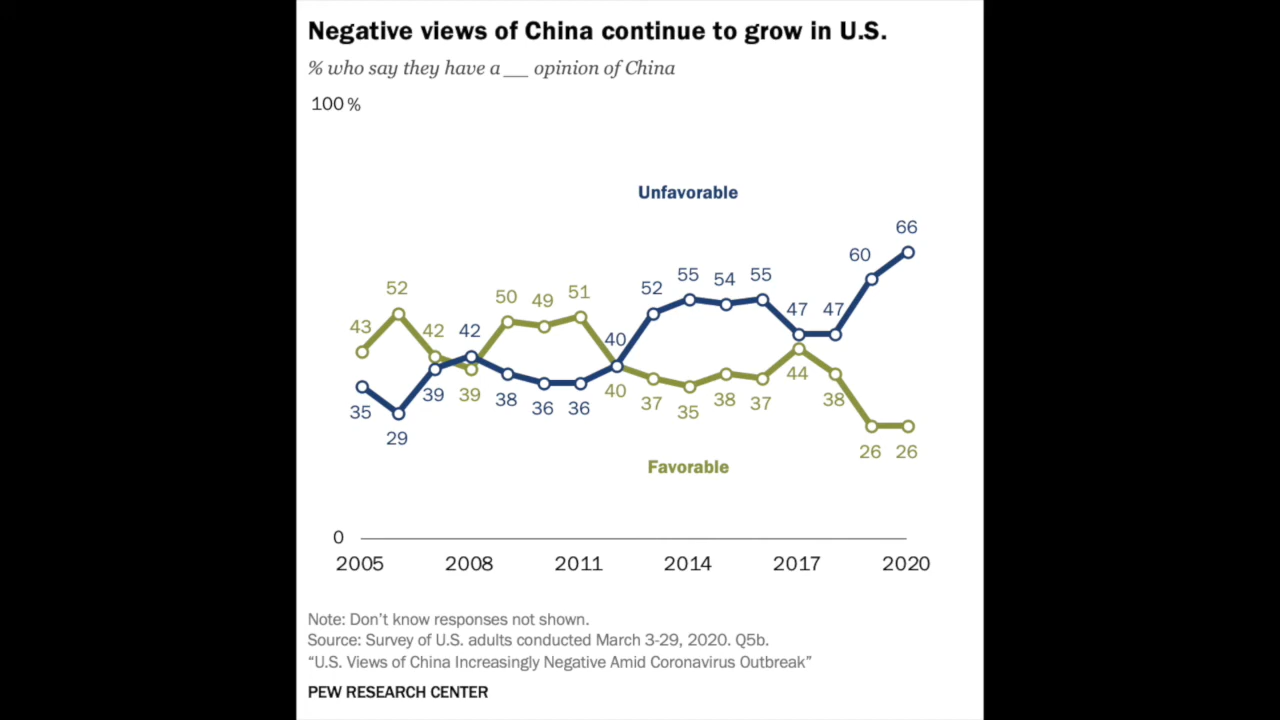 Negative views of China continue to grow in U.S.
% who say they have a __ opinion of China
100 %
Unfavorable
66
60
55 54 55
52
52
50 49 51
47 47
43
42 42
40
35
29
39 39
38 36 36
40
37 35 38 37
44
38
26 26
Favorable
0
2005 2008 2011 2014 2017 2020
Note: Don’t know responses not shown.
Source: Survey of U.S. adults conducted March 3-29, 2020. Q5b.
“U.S. Views of China Increasingly Negative Amid Coronavirus Outbreak”
PEW RESEARCH CENTER